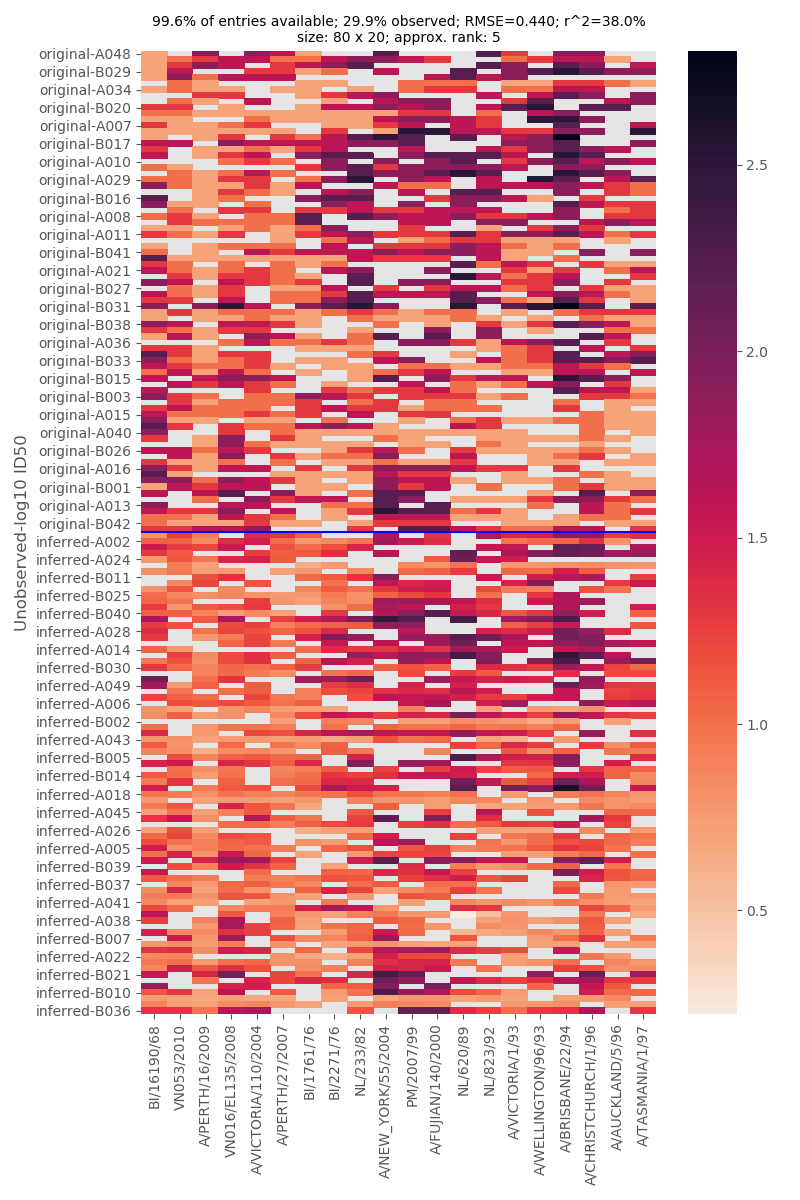 99.6% of entries available; 29.9% observed; RMSE=0.440; r^2=38.0%
size: 80 x 20; approx. rank: 5
Unobserved-log10 ID50
original-A048
original-B029
original-A034
original-B020
original-A007
original-B017
original-A010
original-A029
original-B016
original-A008
original-A011
original-B041
original-A021
original-B027
original-B031
original-B038
original-A036
original-B033
original-B015
original-B003
original-A015
original-A040
original-B026
original-A016
original-B001
original-A013
original-B042
inferred-A002
inferred-A024
inferred-B011
inferred-B025
inferred-B040
inferred-A028
inferred-A014
inferred-B030
inferred-A049
inferred-A006
inferred-B002
inferred-A043
inferred-B005
inferred-B014
inferred-A018
inferred-A045
inferred-A026
inferred-A005
inferred-B039
inferred-B037
inferred-A041
inferred-A038
inferred-B007
inferred-A022
inferred-B021
inferred-B010
inferred-B036
BI/16190/68
VN053/2010
A/PERTH/16/2009
VN016/EL135/2008
A/VICTORIA/110/2004
A/PERTH/27/2007
BI/1761/76
BI/2271/76
NL/233/82
A/NEW_YORK/55/2004
PM/2007/99
A/FUJIAN/140/2000
NL/620/89
NL/823/92
A/VICTORIA/1/93
A/WELLINGTON/96/93
A/BRISBANE/22/94
A/CHRISTCHURCH/1/96
A/AUCKLAND/5/96
A/TASMANIA/1/97
2.5
2.0
1.5
1.0
0.5